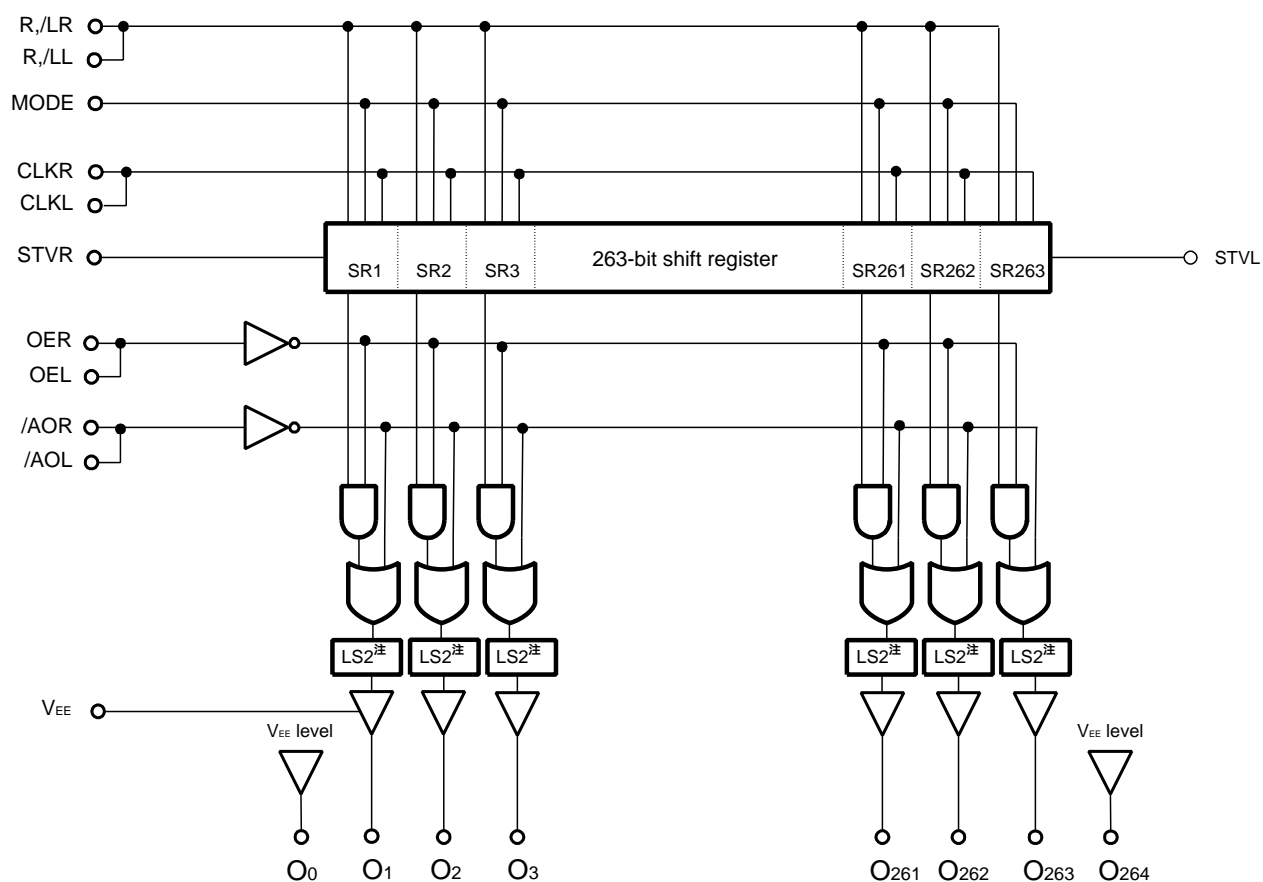 R,/LR
R,/LL
MODE
CLKR
CLKL
STVR
SR1 SR2 SR3 263-bit shift register SR261 SR262 SR263
STVL
OER
OEL
/AOR
/AOL
LS2注 LS2注 LS2注 LS2注 LS2注 LS2注
VEE
VEE level VEE level
O0 O1 O2 O3 O261 O262 O263 O264